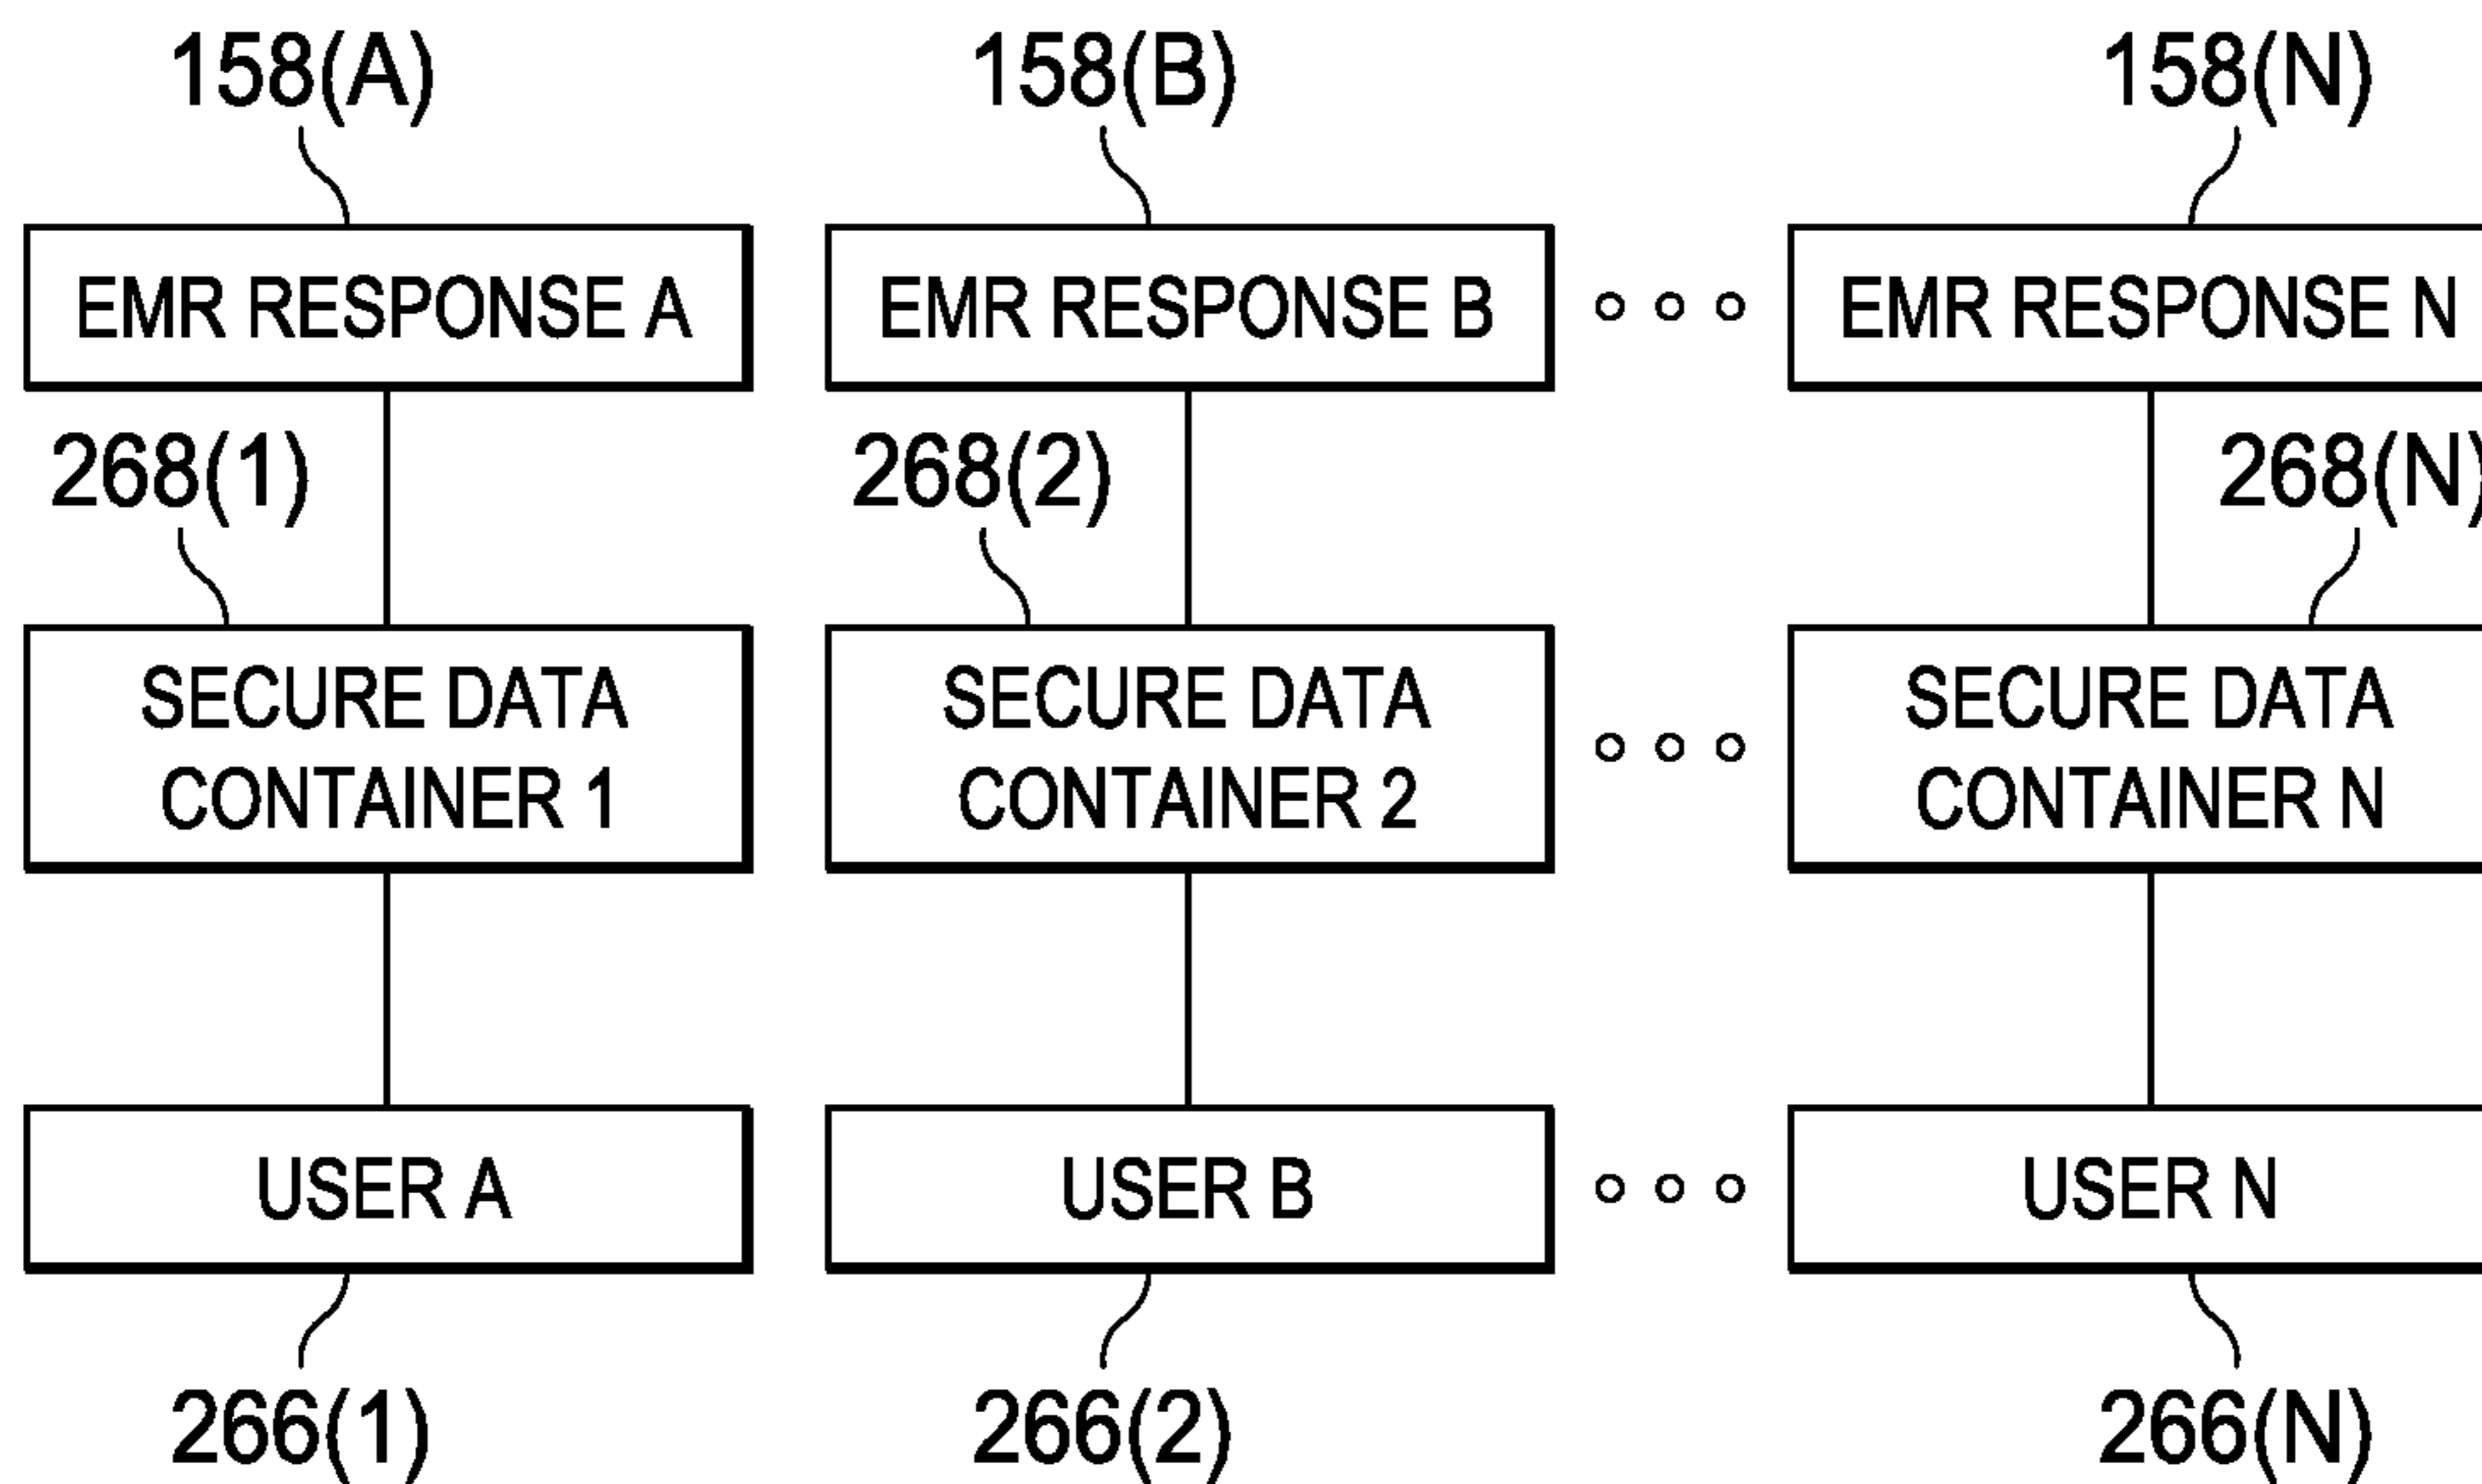 158(A) 158(B) 158(N)
EMR RESPONSE A EMR RESPONSE B EMR RESPONSE N
268(1) 268(2) 268(N)
SECURE DATA
CONTAINER 1
SECURE DATA
CONTAINER 2
SECURE DATA
CONTAINER N
USER A USER B USER N
266(1) 266(2) 266(N)